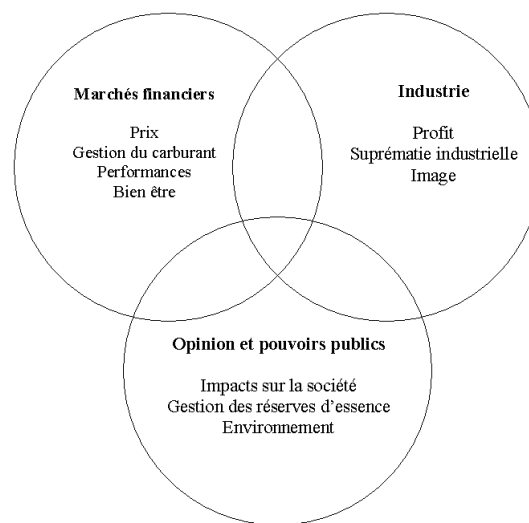 Marchés financiers
Prix
Gestion du carburant
Performances
Bien être
Industrie
Profit
Suprématie industrielle
Image
Opinion et pouvoirs publics
Impacts sur la société
Gestion des réserves d’essence
Environnement